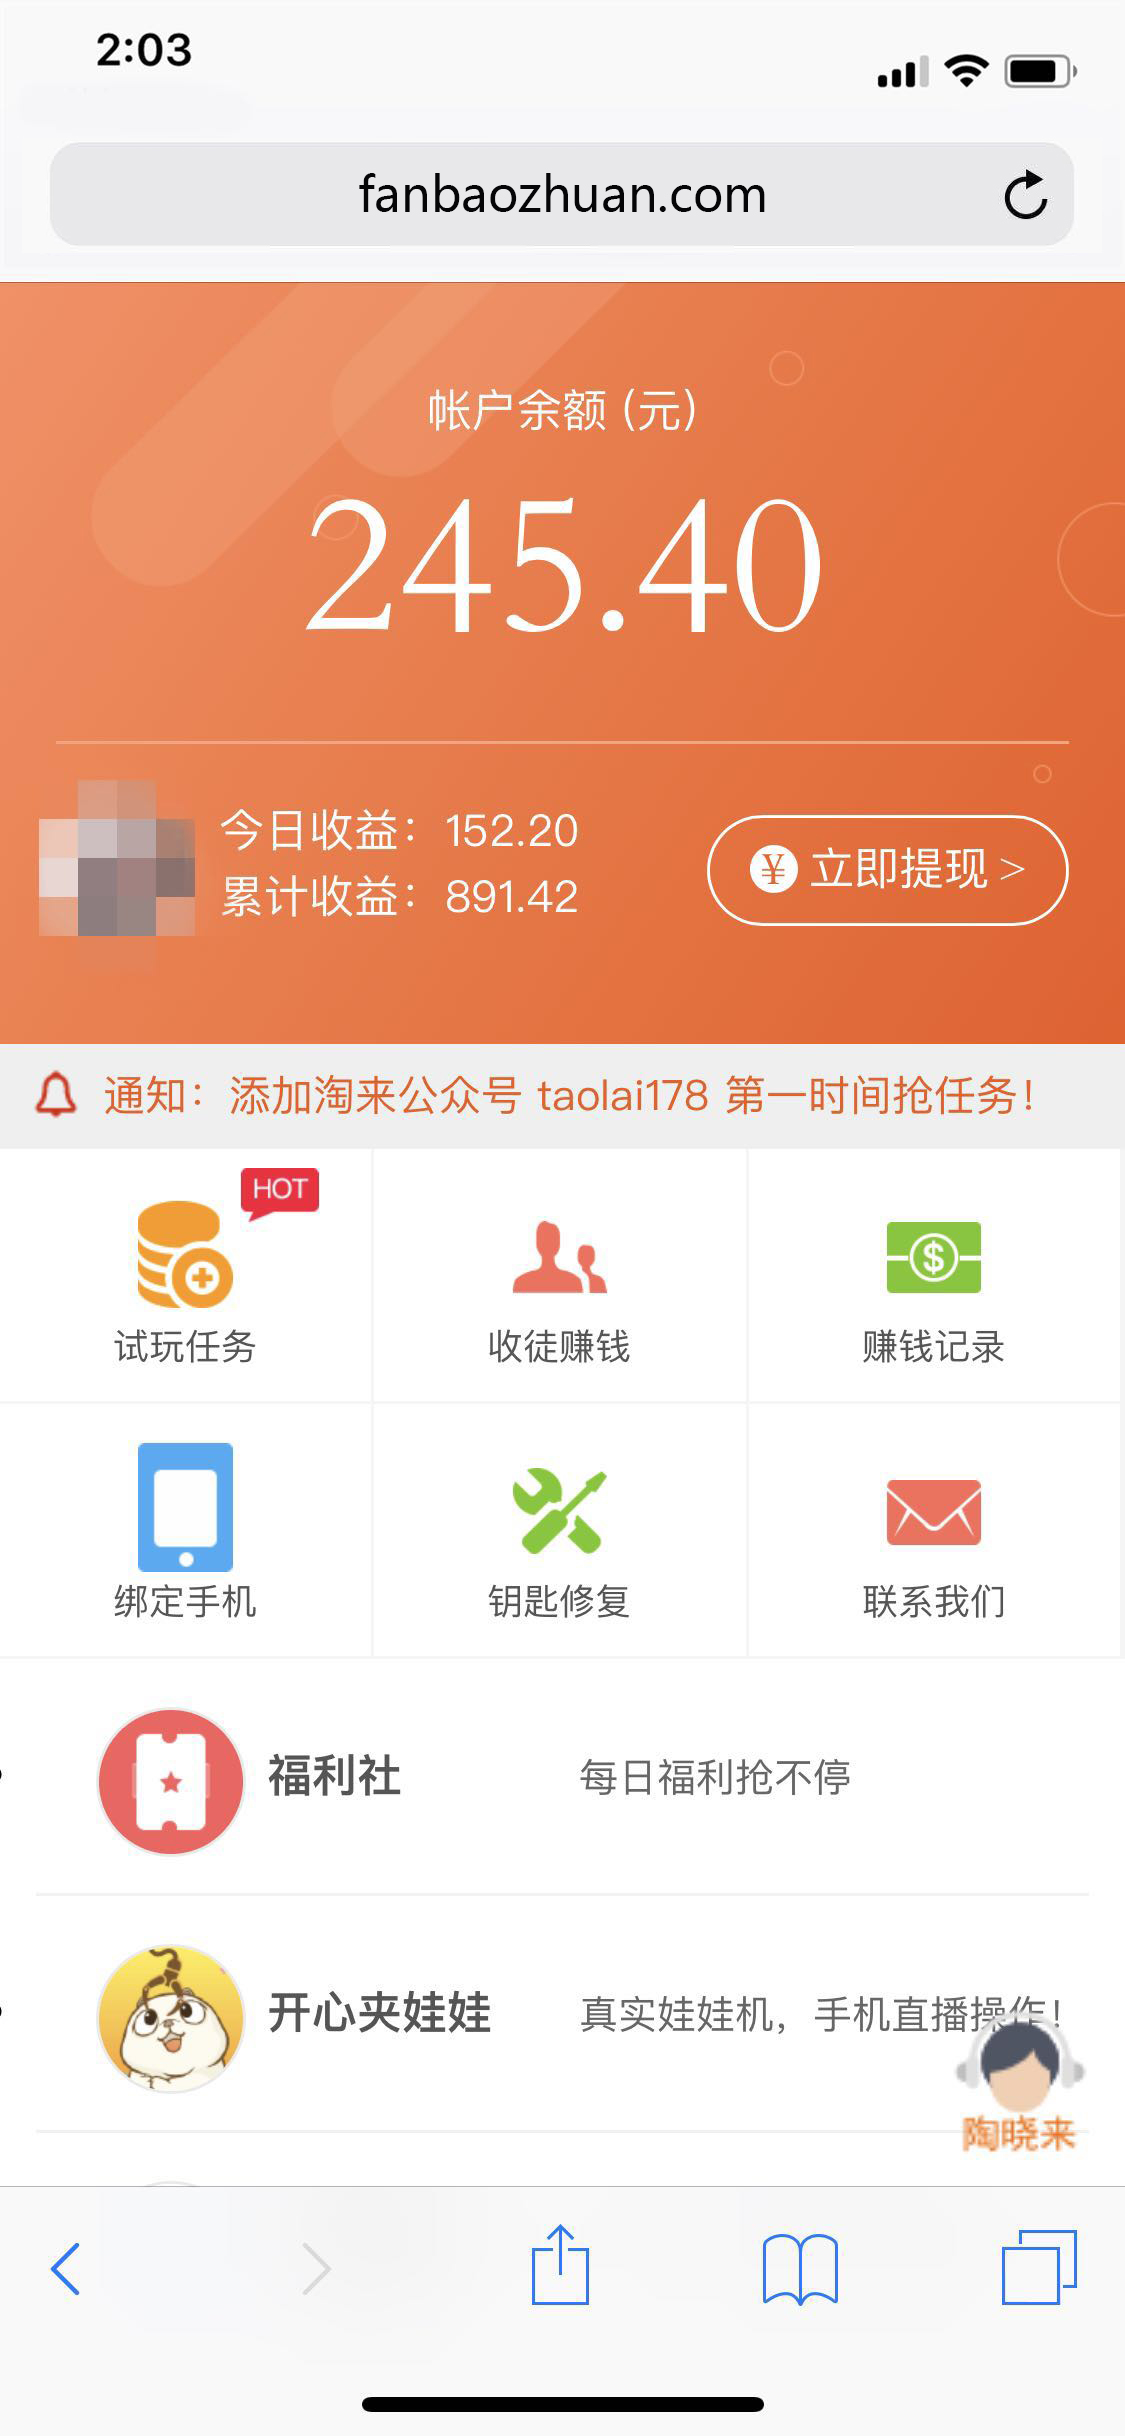 2:03
fanbaozhuan.com
帐户余额 (元)
245.40
今日收益：152.20
累计收益：891.42
¥ 立即提现 >
通知：添加淘来公众号 taolai178 第一时间抢任务！
HOT
试玩任务
收徒赚钱
赚钱记录
绑定手机
钥匙修复
联系我们
福利社
每日福利抢不停
开心夹娃娃
真实娃娃机，手机直播操作！
陶晓来